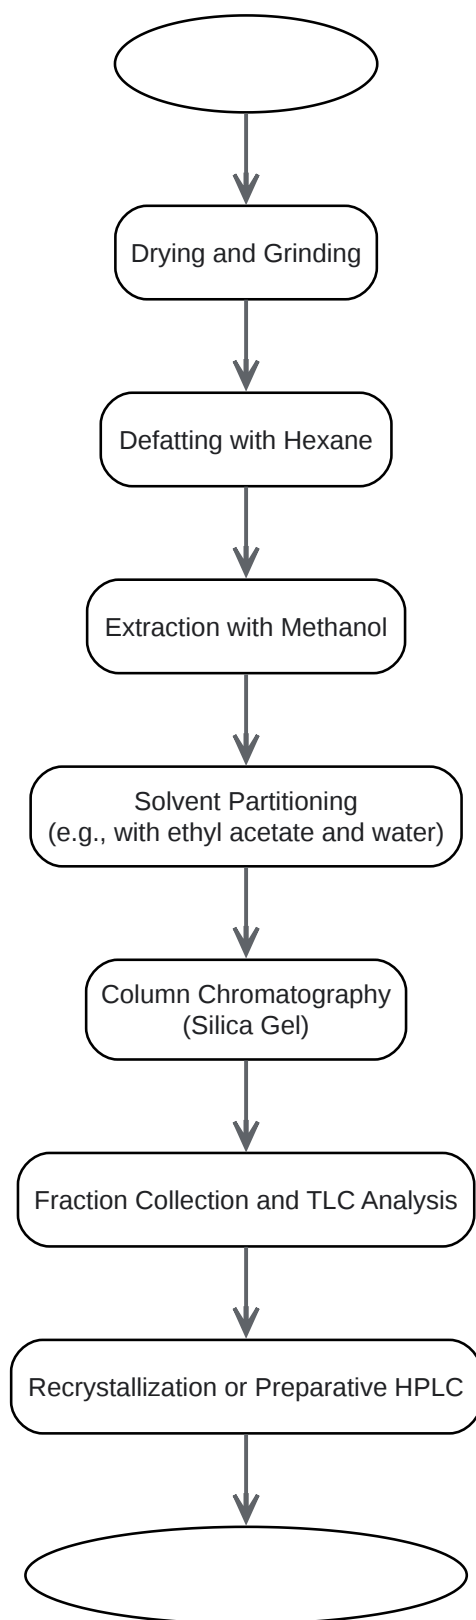 Drying and Grinding
Defatting with Hexane
Extraction with Methanol
Solvent Partitioning
(e.g., with ethyl acetate and water)
Column Chromatography
(Silica Gel)
Fraction Collection and TLC Analysis
Recrystallization or Preparative HPLC